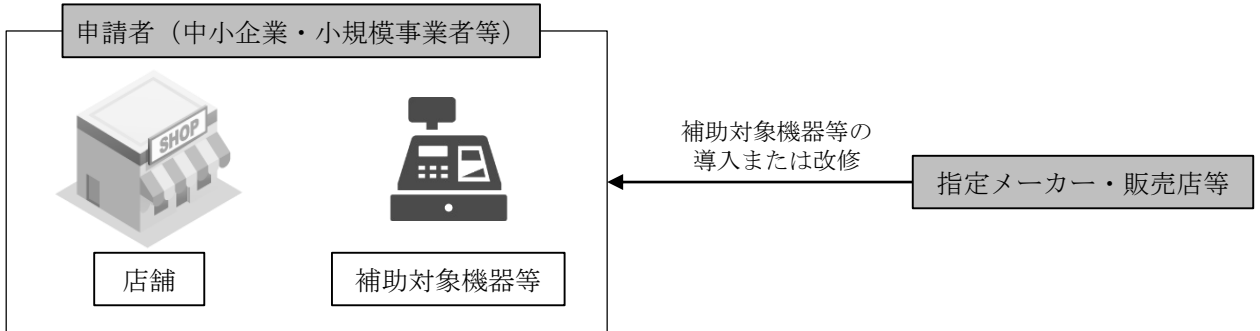 申請者（中小企業・小規模事業者等）
SHOP
補助対象機器等の
導入または改修
指定メーカー・販売店等
店舗
補助対象機器等